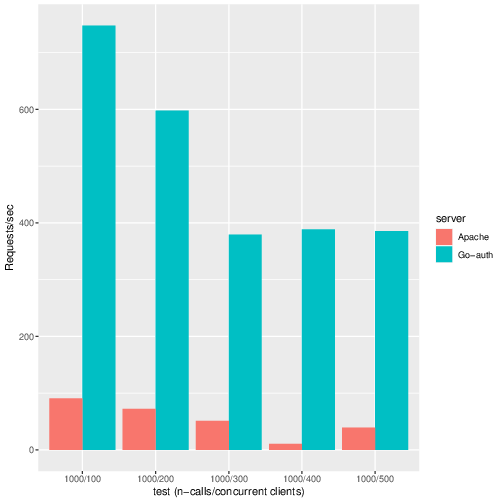 Requests/sec
600
400
200
0
1000/100 1000/200 1000/300 1000/400 1000/500
test (n−calls/concurrent clients)
server
Apache
Go−auth